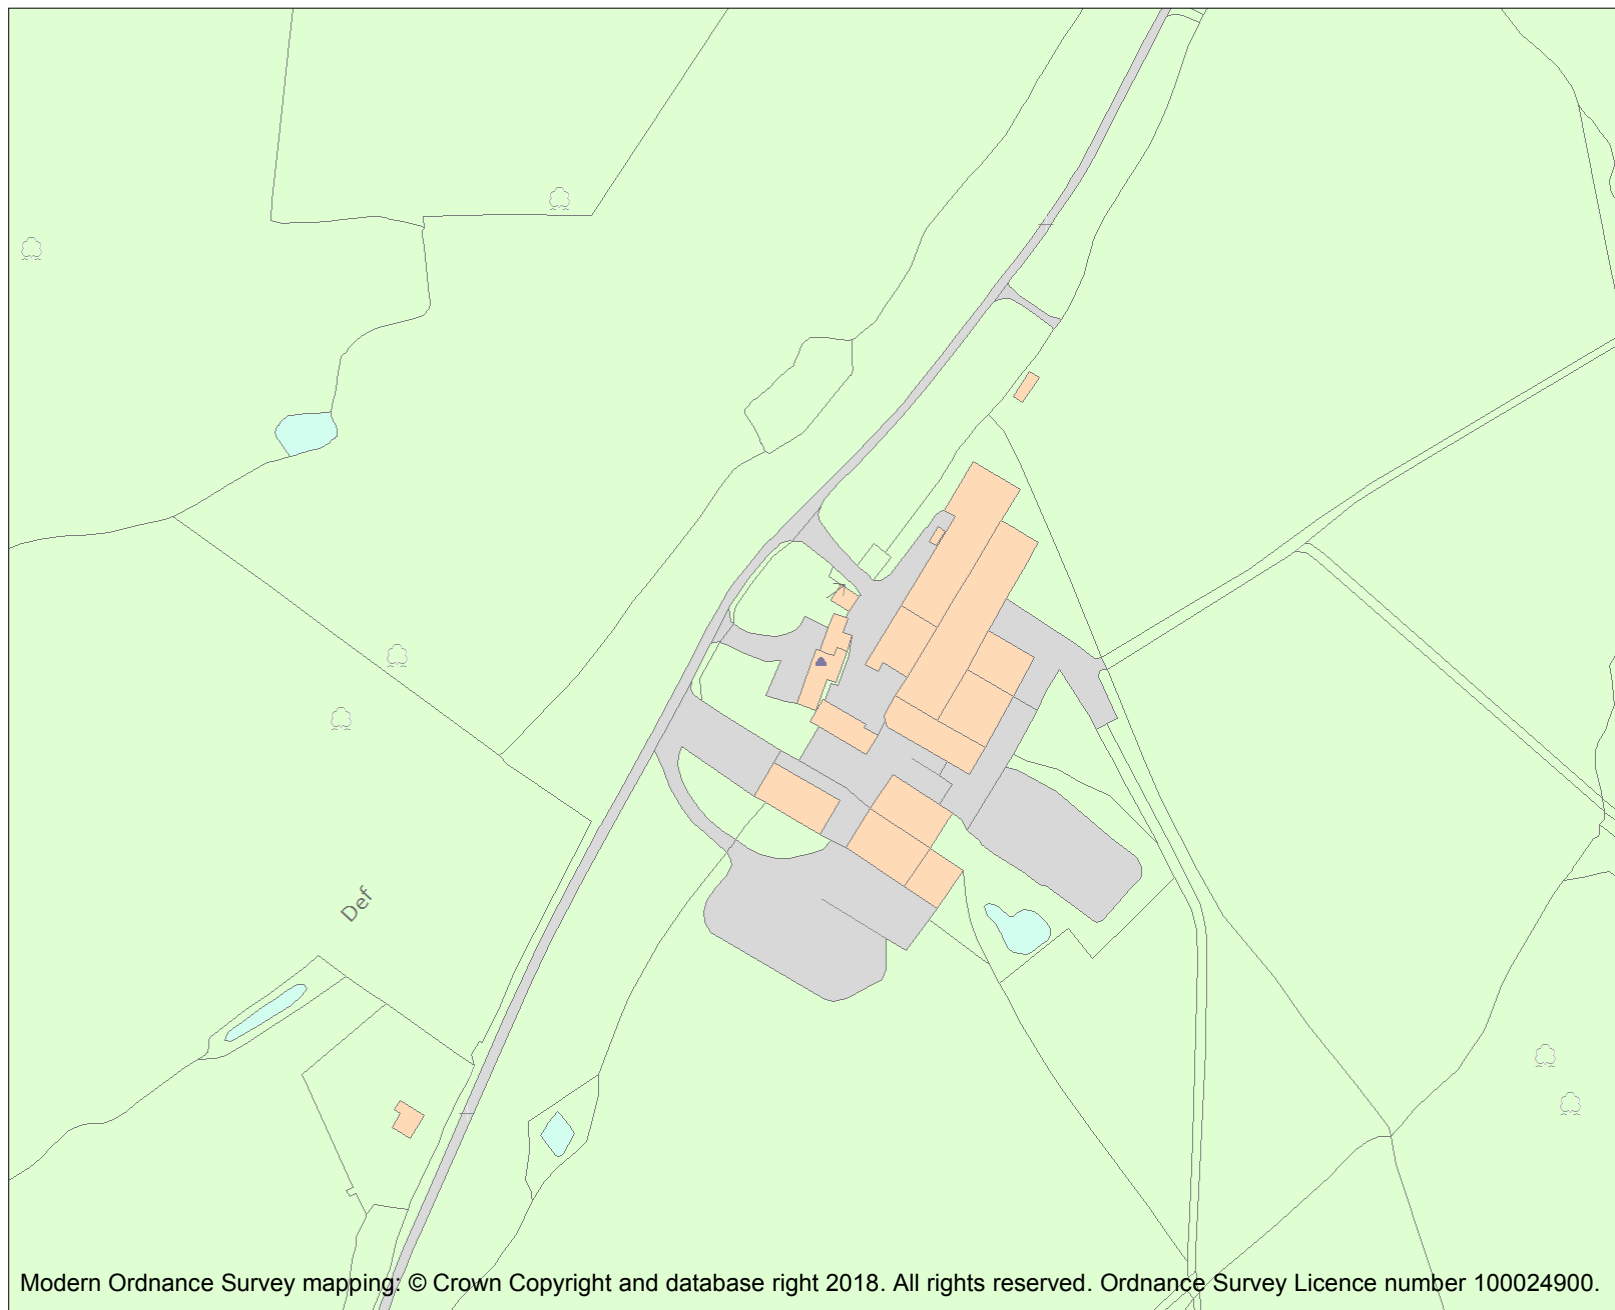 Def
Modern Ordnance Survey mapping: © Crown Copyright and database right 2018. All rights reserved. Ordnance Survey Licence number 100024900.